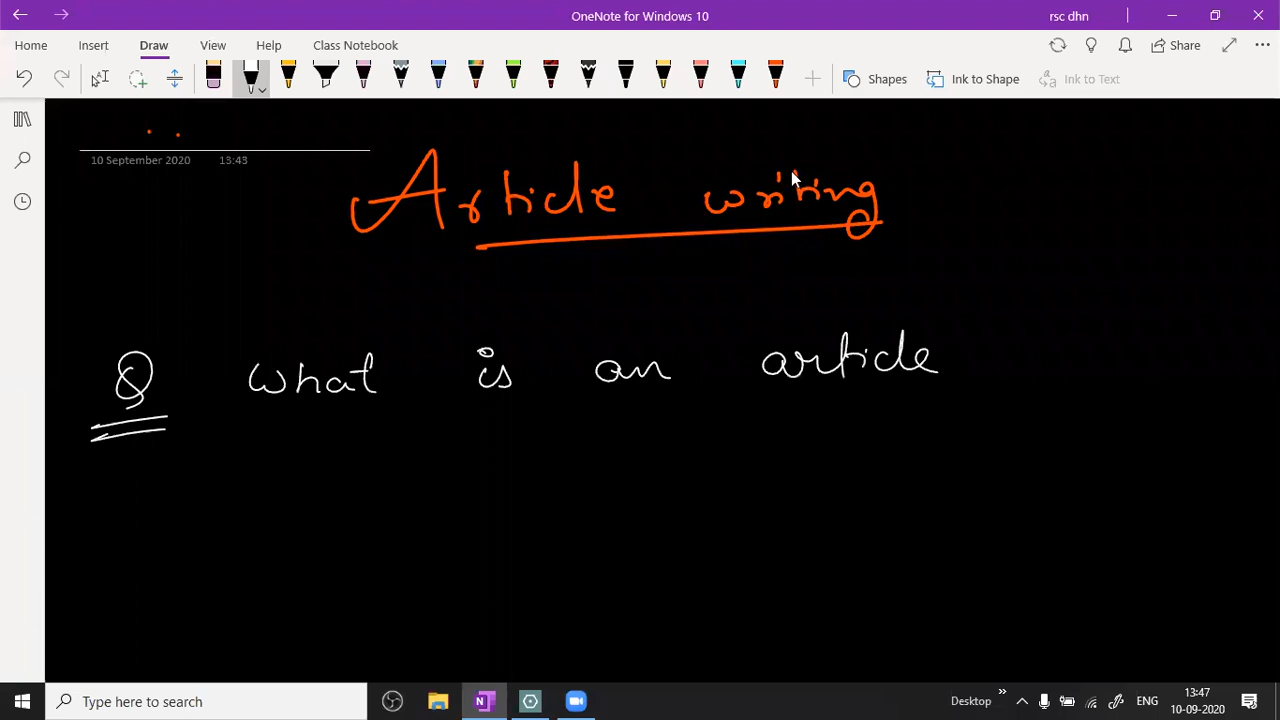 OneNote for Windows 10
rsc dhn
Home Insert Draw View Help Class Notebook
Share
Shapes Ink to Shape Ink to Text
10 September 2020 13:43
Article writing
Q what is an article
Type here to search
Desktop
ENG
13:47
10-09-2020